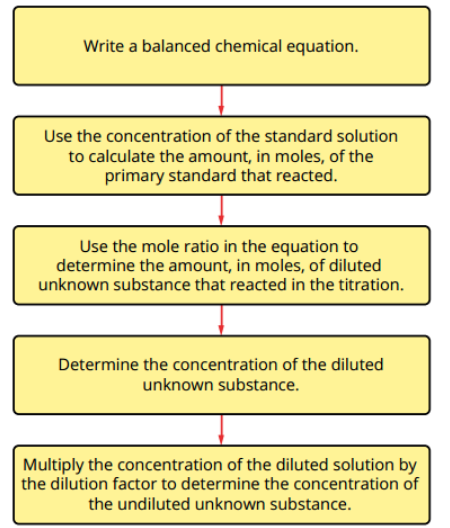 Write a balanced chemical equation.
Use the concentration of the standard solution
to calculate the amount, in moles, of the
primary standard that reacted.
Use the mole ratio in the equation to
determine the amount, in moles, of diluted
unknown substance that reacted in the titration.
Determine the concentration of the diluted
unknown substance.
Multiply the concentration of the diluted solution by
the dilution factor to determine the concentration of
the undiluted unknown substance.